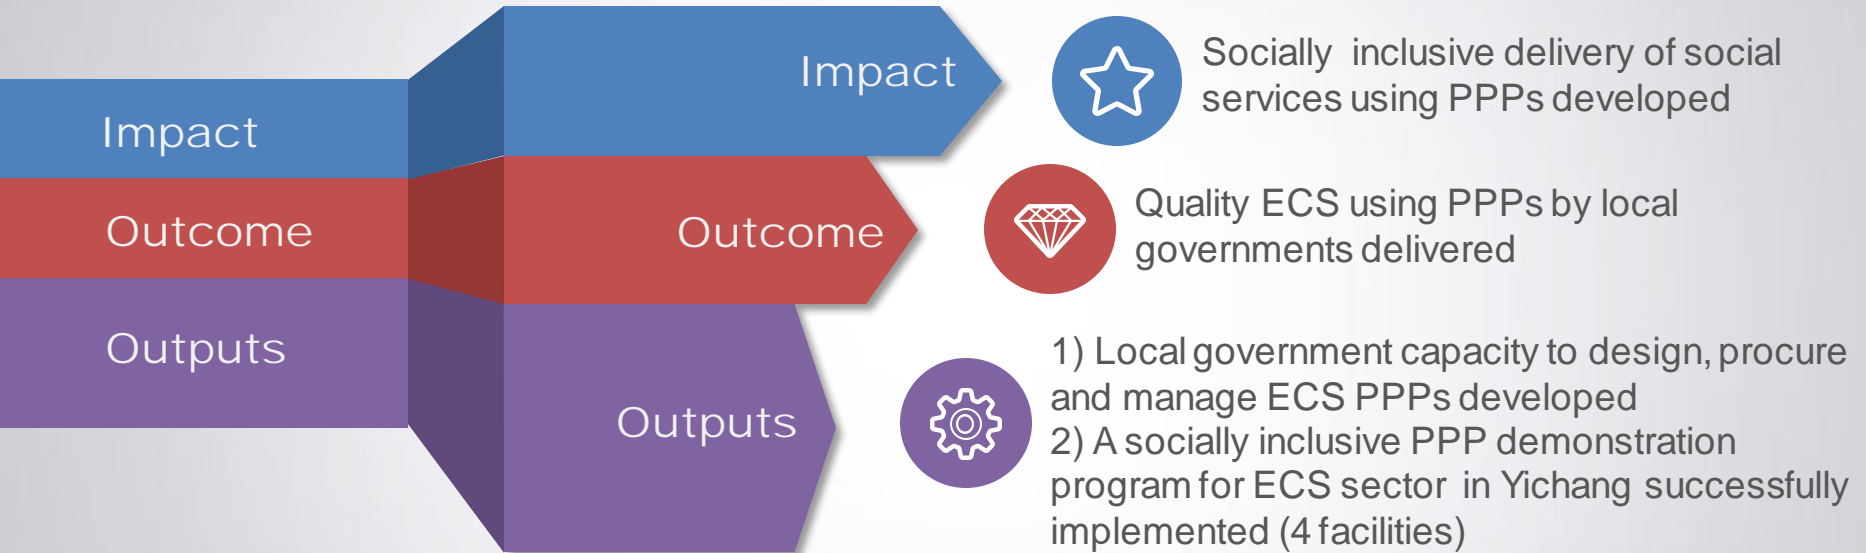 Impact
Outcome
Outputs
Impact
Socially inclusive delivery of social
services using PPPs developed
Outcome
Quality ECS using PPPs by local
governments delivered
Outputs
1) Local government capacity to design, procure
and manage ECS PPPs developed
2) A socially inclusive PPP demonstration
program for ECS sector in Yichang successfully
implemented (4 facilities)